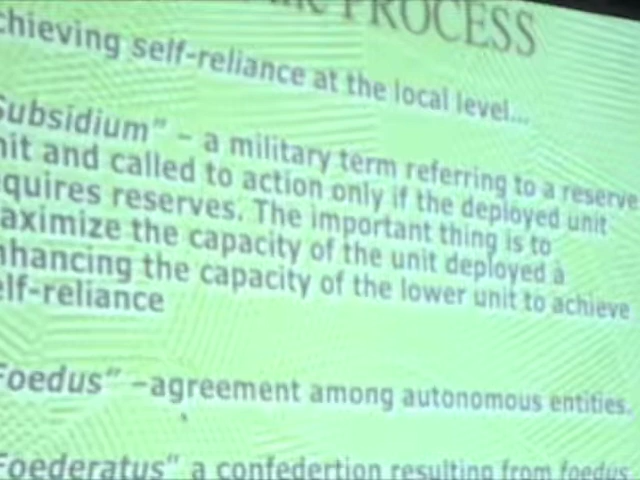 PROCESS
chieving self-reliance at the local level...
Subsidium" – a military term referring to a reserve
nit and called to action only if the deployed unit
quires reserves. The important thing is to
aximize the capacity of the unit deployed à
nhancing the capacity of the lower unit to achieve
elf-reliance
Foedus" –agreement among autonomous entities.
Foederatus" a confedertion resulting from foedus